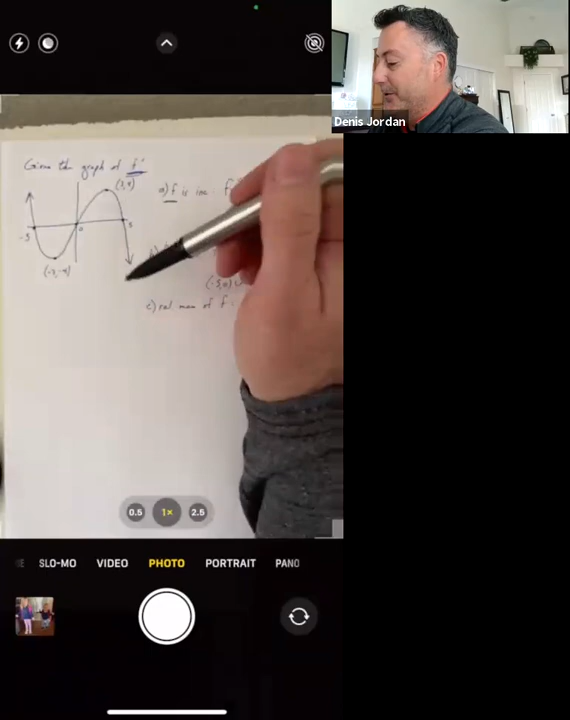 Denis Jordan
Given the graph of f'
(3,4)
a) f is inc:
-5
0
5
(-3,-4)
(-5,0) ∪
c) rel. max of f:
0.5 1× 2.5
SLO-MO VIDEO PHOTO PORTRAIT PANO